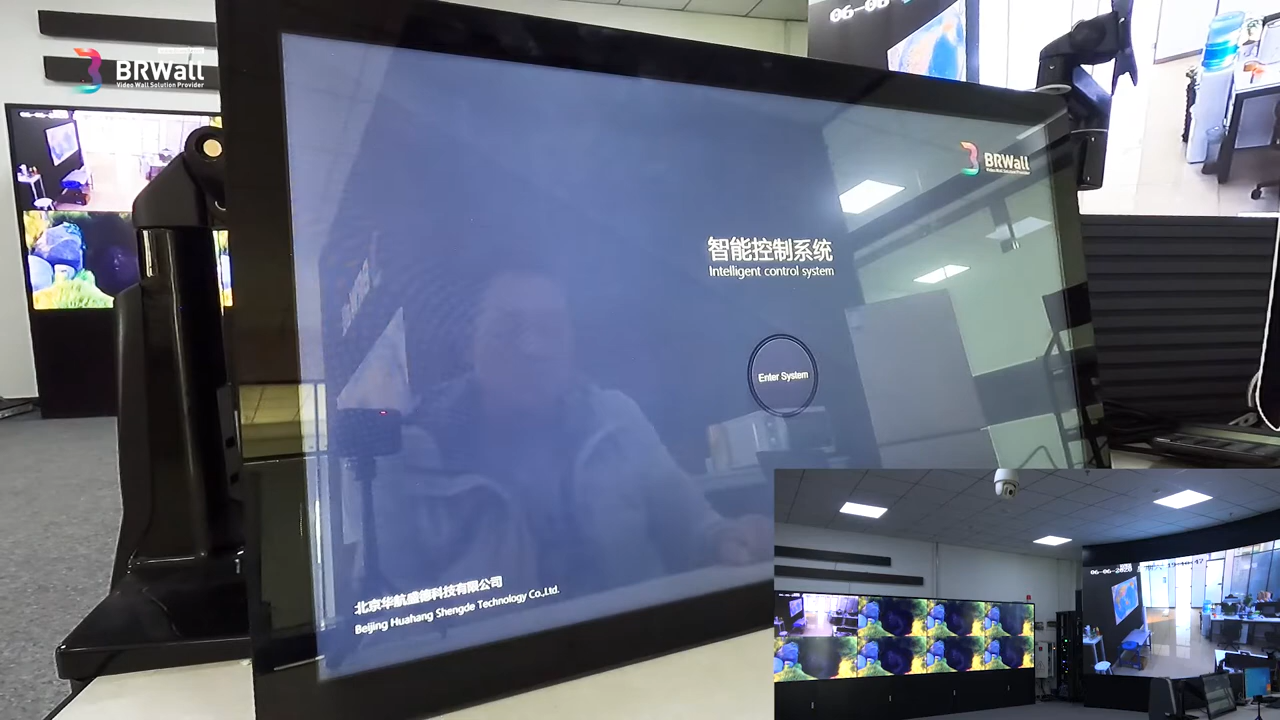 BRWall
Video Wall Solution Provider
06-06
BRWall
Video Wall Solution Provider
智能控制系统
Intelligent control system
Enter System
北京华航盛德科技有限公司
Beijing Huahang Shengde Technology Co.,Ltd.